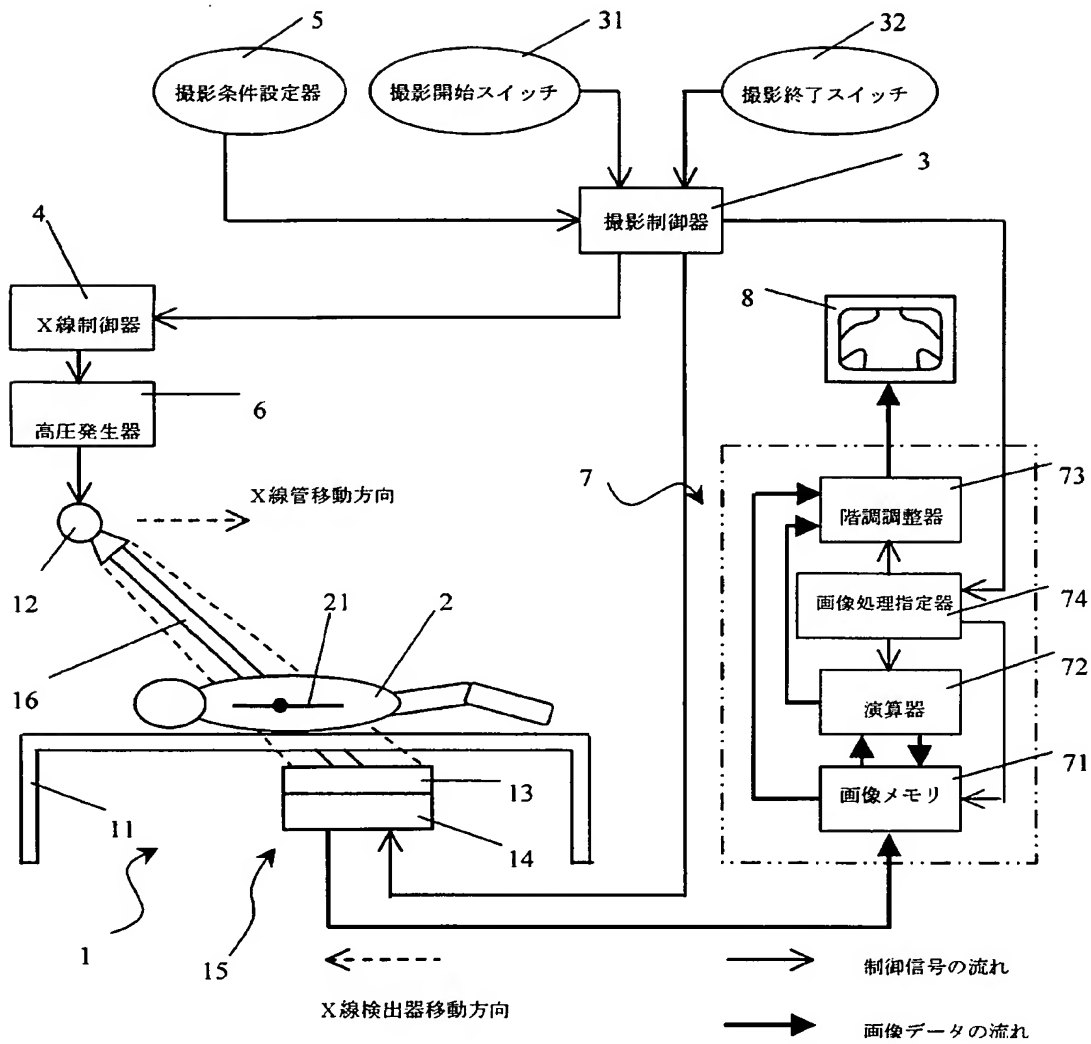 5
31
32
撮影条件設定器
撮影開始スイッチ
撮影終了スイッチ
3
4
撮影制御器
8
X線制御器
6
高圧発生器
7
73
X線管移動方向
階調調整器
12
21
2
画像処理指定器
74
16
72
演算器
13
71
画像メモリ
11
14
1
15
制御信号の流れ
X線検出器移動方向
画像データの流れ